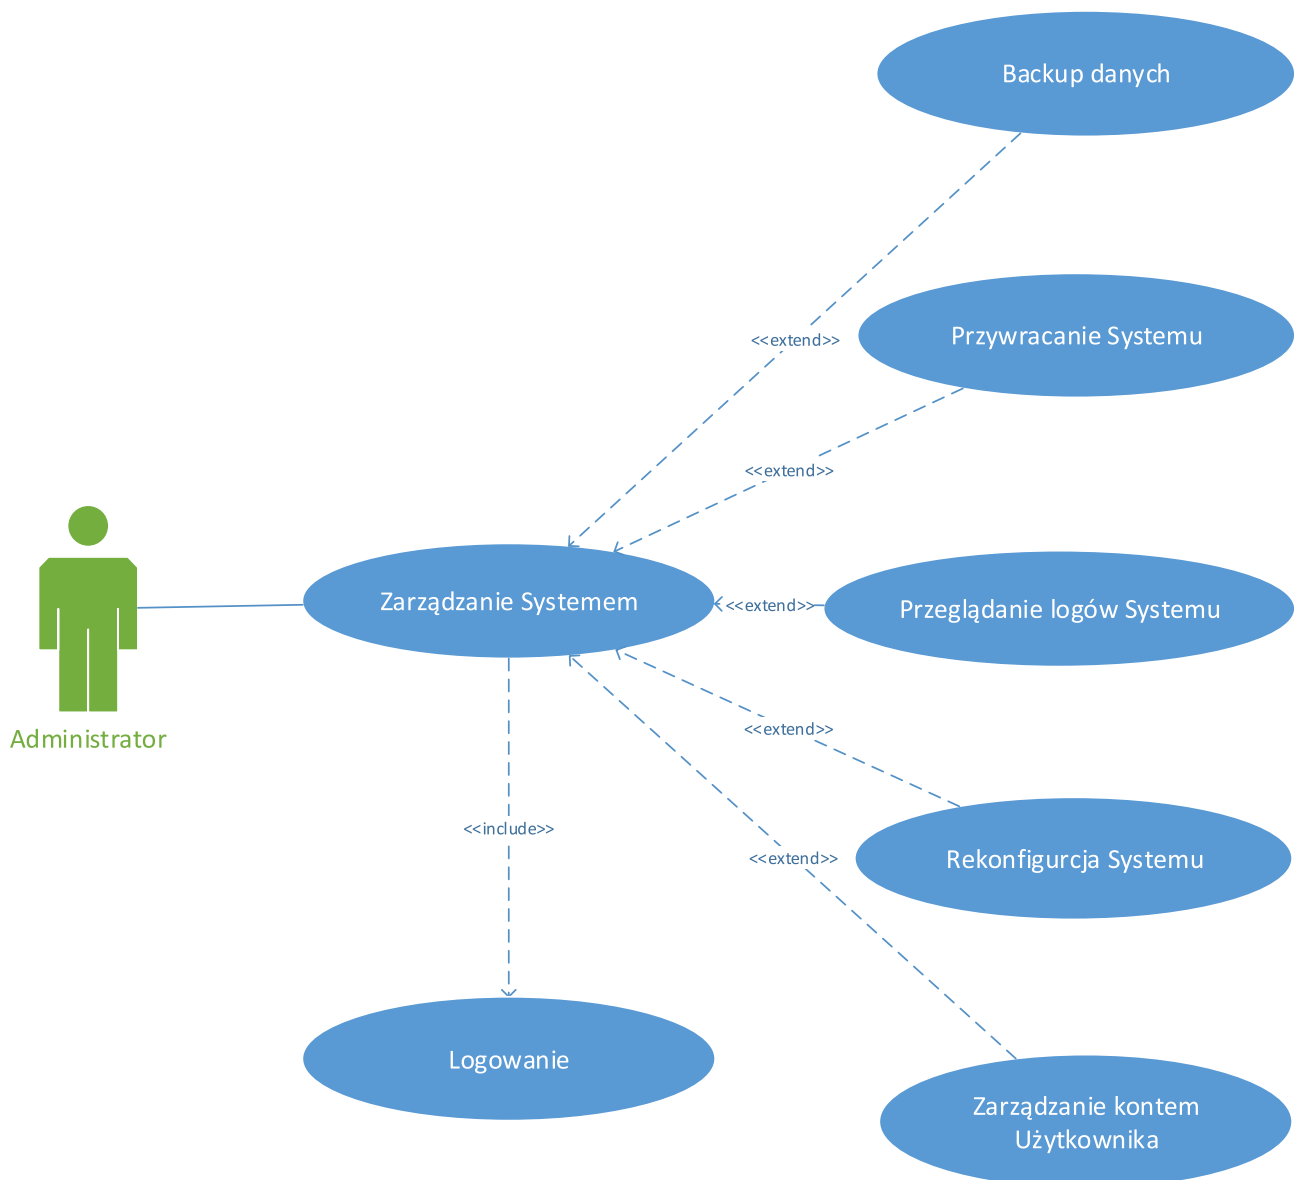 Backup danych
<<extend>>
Przywracanie Systemu
<<extend>>
Zarządzanie Systemem
<<extend>>
Przeglądanie logów Systemu
Administrator
<<extend>>
<<include>>
<<extend>>
Rekonfigurcja Systemu
Logowanie
Zarządzanie kontem
Użytkownika